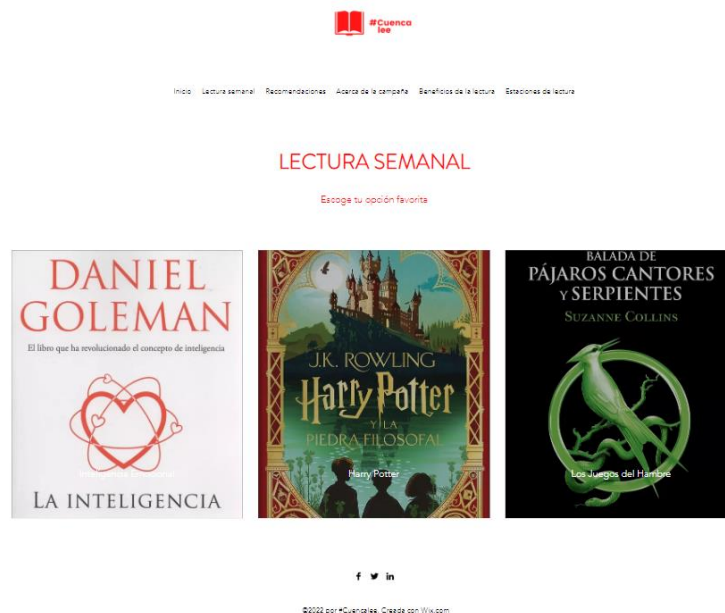 #Cuenca
lee
Inicio Lectura semanal Recomendaciones Acerca de la campaña Beneficios de la lectura Estaciones de lectura
LECTURA SEMANAL
Escoge tu opción favorita
DANIEL
GOLEMAN
El libro que ha revolucionado el concepto de inteligencia
LA INTELIGENCIA
J.K. ROWLING
Harry Potter
Y LA
PIEDRA FILOSOFAL
Harry Potter
BALADA DE
PÁJAROS CANTORES
Y SERPIENTES
SUZANNE COLLINS
Los Juegos del Hambre
©2022 por #Cuencalee. Creada con Wix.com